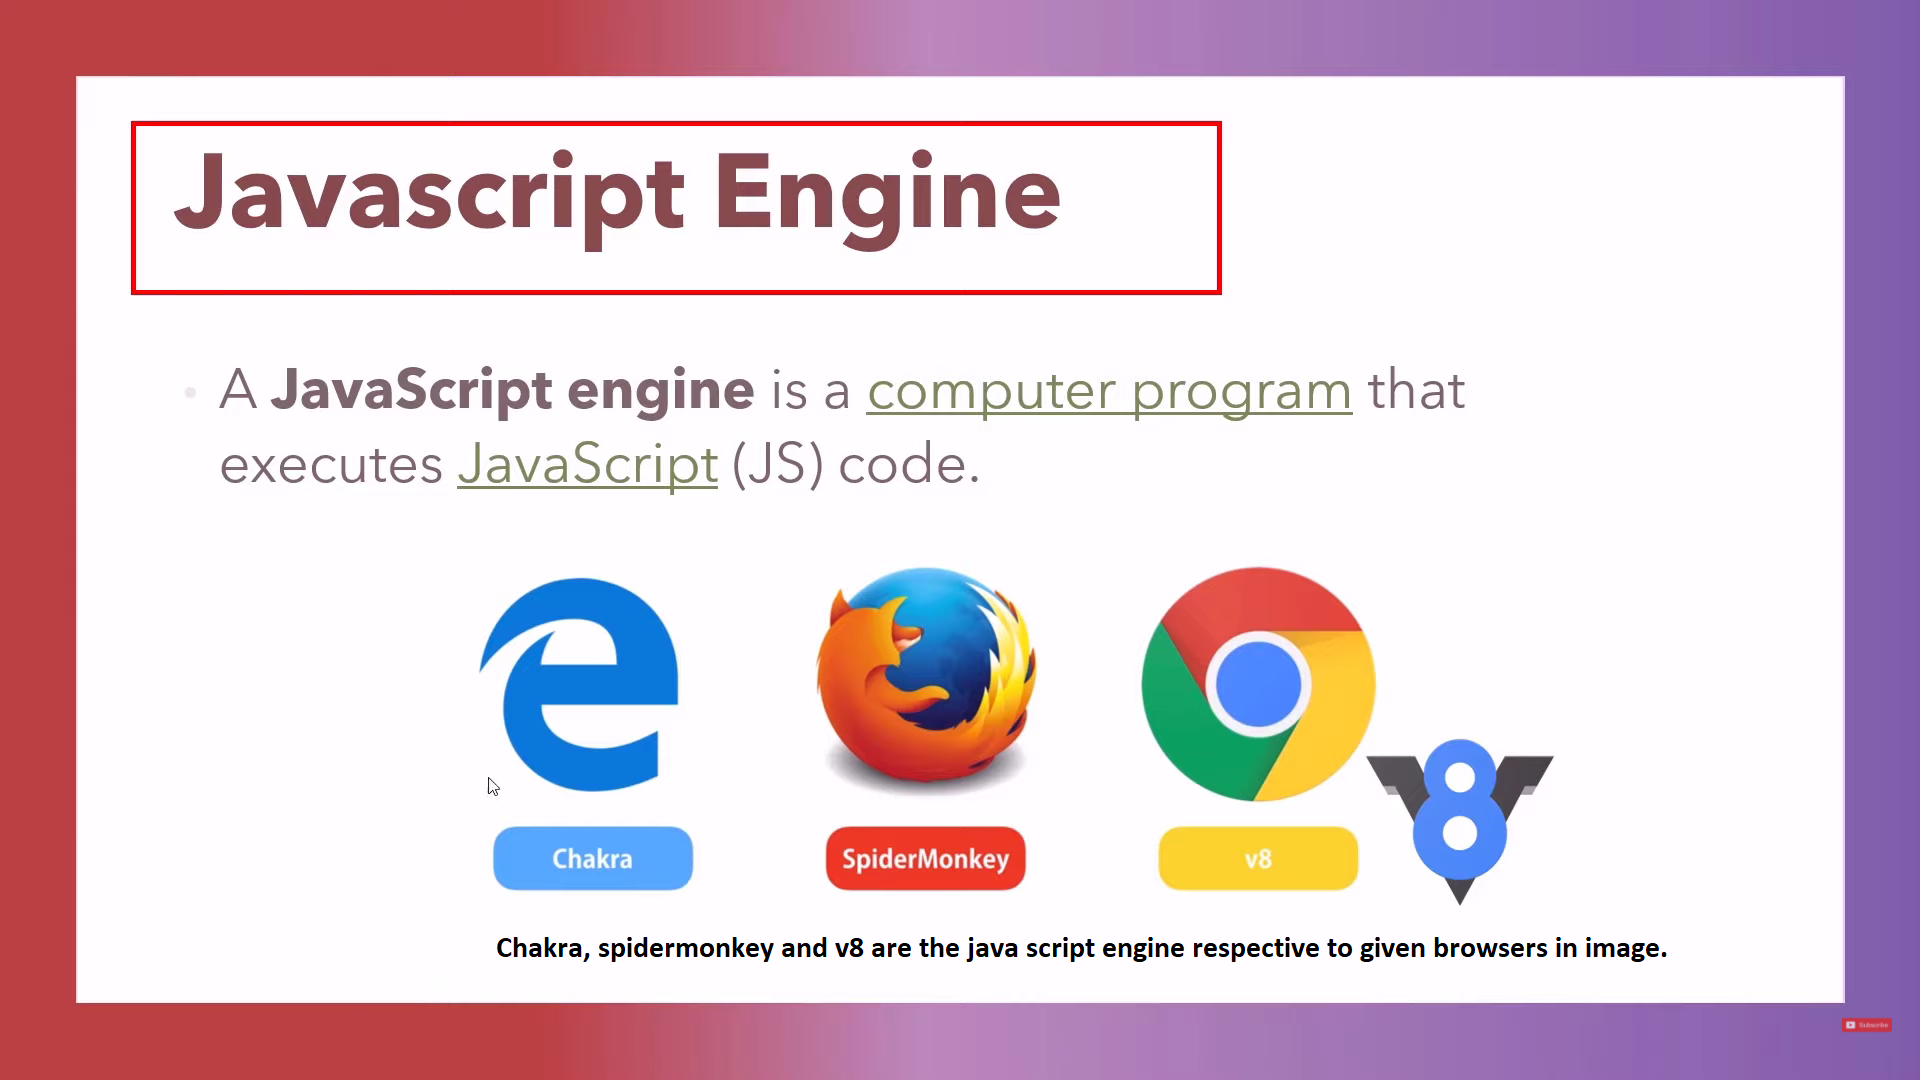 Javascript Engine
• A JavaScript engine is a computer program that
executes JavaScript (JS) code.
8
Chakra
SpiderMonkey
v8
Chakra, spidermonkey and v8 are the java script engine respective to given browsers in image.
Subscribe